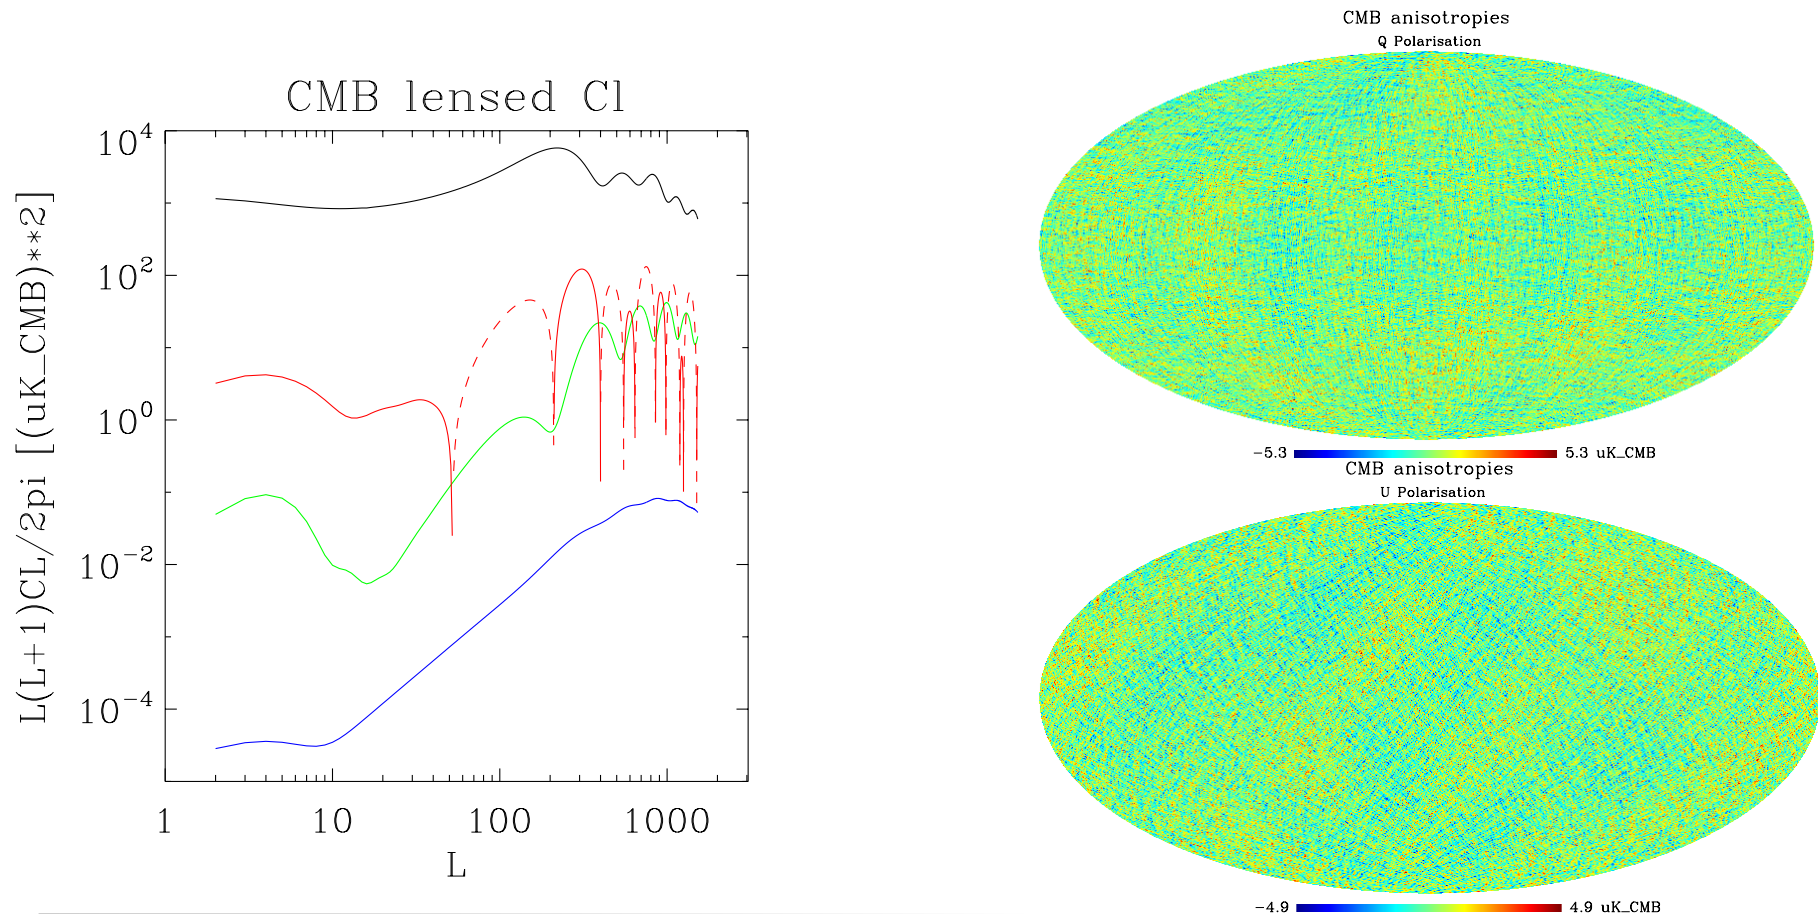 CMB lensed Cl
L(L+1)CL/2pi [(uK_CMB)**2]
10^4
10^2
10^0
10^-2
10^-4
1 10 100 1000
L
CMB anisotropies
Q Polarisation
-5.3 5.3 uK_CMB
CMB anisotropies
U Polarisation
-4.9 4.9 uK_CMB